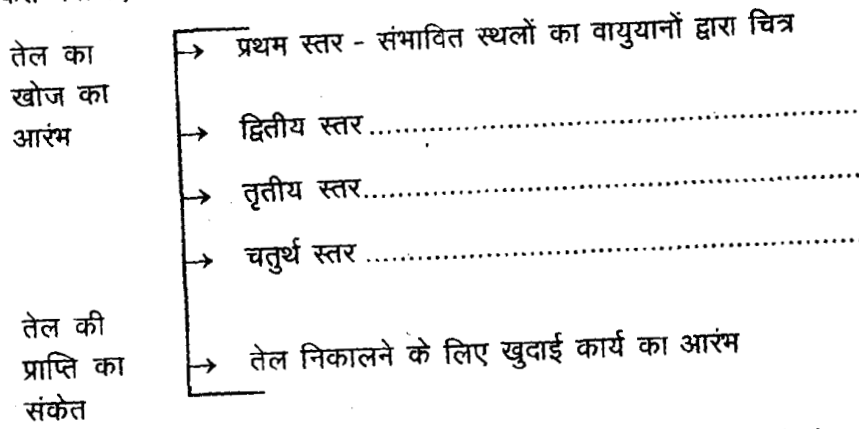 तेल का
खोज का
आरंभ
प्रथम स्तर - संभावित स्थलों का वायुयानों द्वारा चित्र
द्वितीय स्तर ............................................................
तृतीय स्तर............................................................
चतुर्थ स्तर ............................................................
तेल की
प्राप्ति का
संकेत
तेल निकालने के लिए खुदाई कार्य का आरंभ